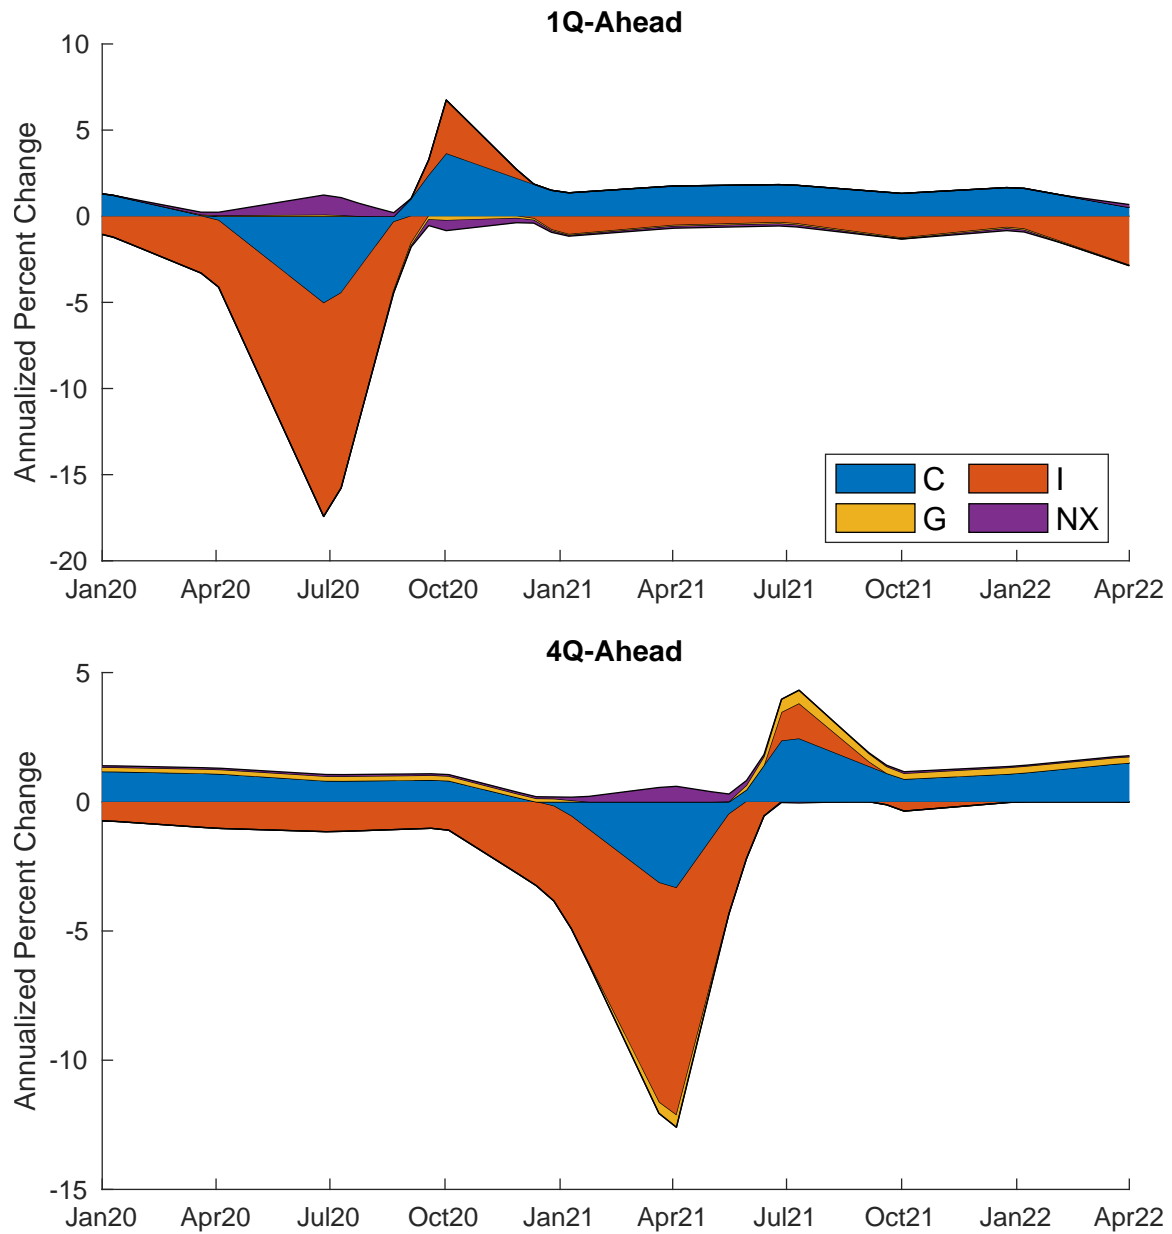 1Q-Ahead
Annualized Percent Change
10
5
0
-5
-10
-15
-20
Jan20 Apr20 Jul20 Oct20 Jan21 Apr21 Jul21 Oct21 Jan22 Apr22
C I
G NX
4Q-Ahead
Annualized Percent Change
5
0
-5
-10
-15
Jan20 Apr20 Jul20 Oct20 Jan21 Apr21 Jul21 Oct21 Jan22 Apr22